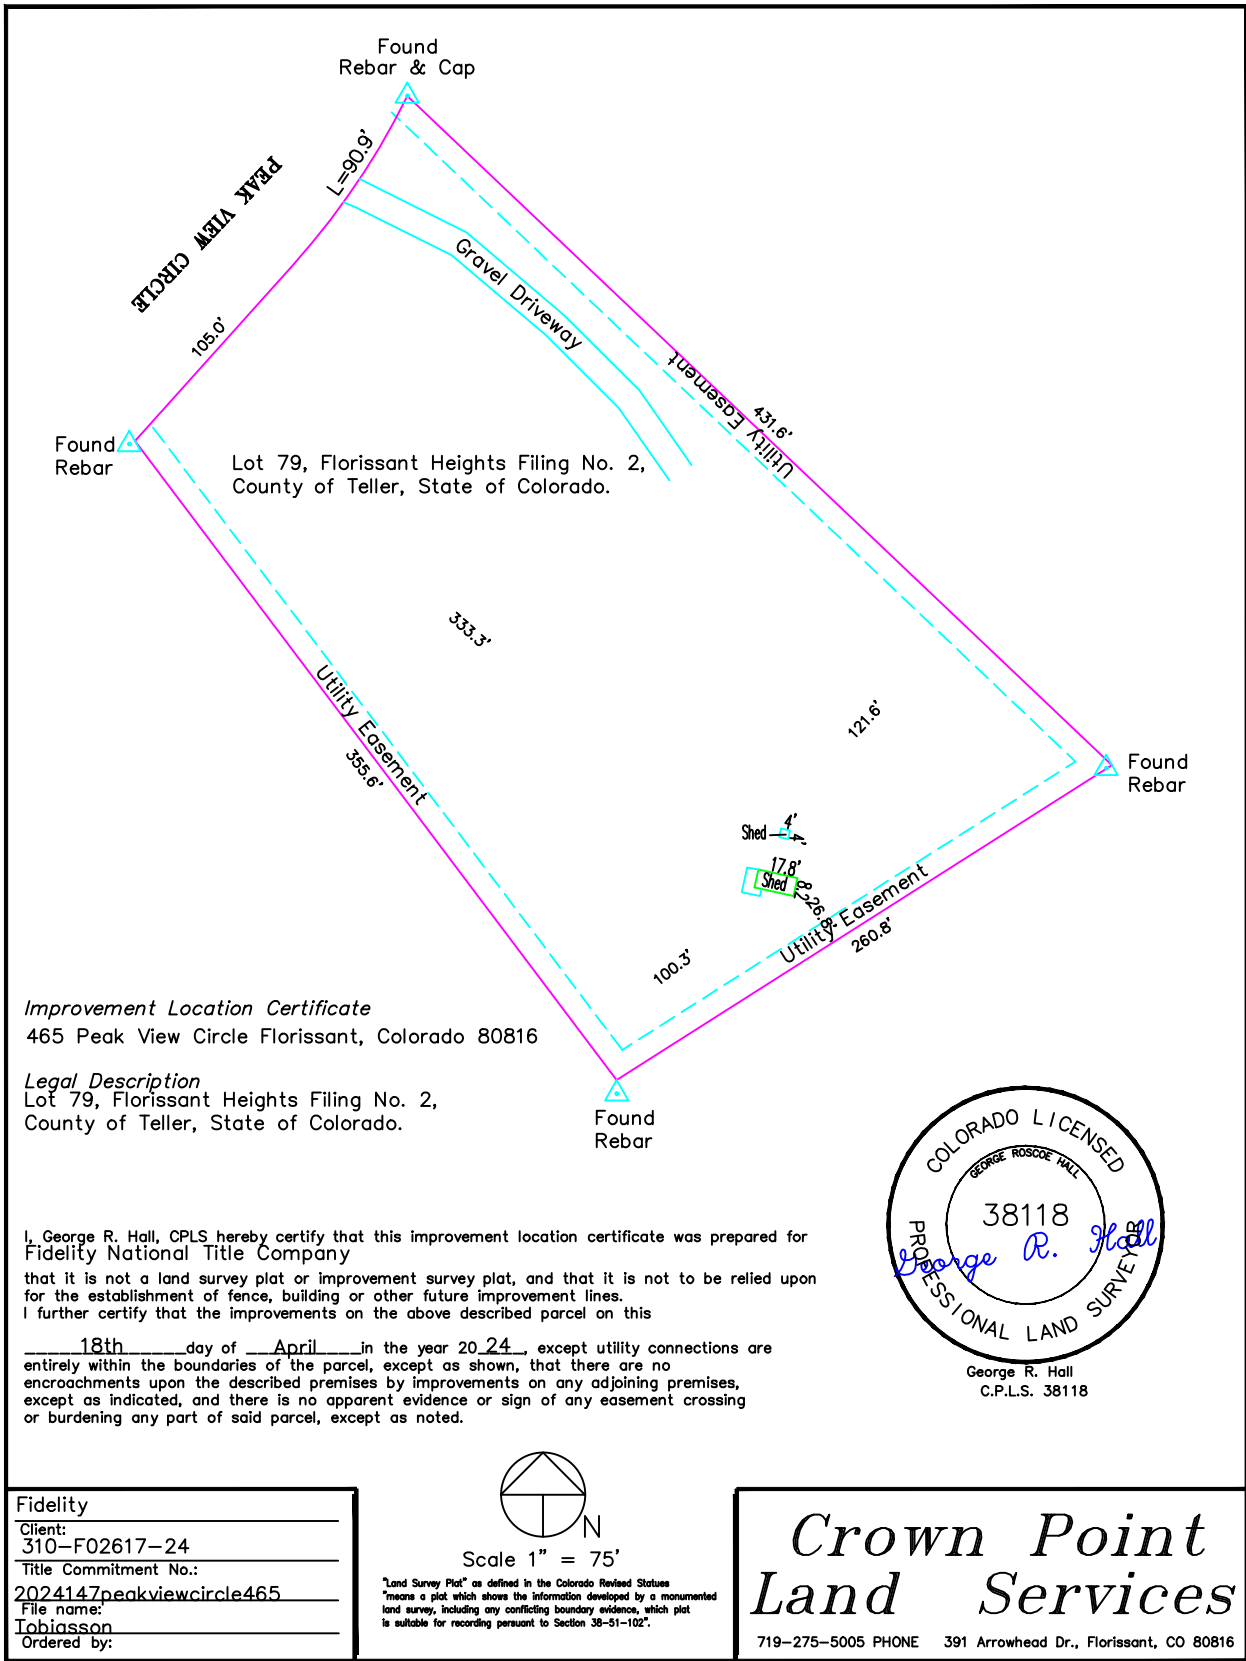 Found
Rebar & Cap
L=90.9'
PEAK VIEW CIRCLE
Gravel Driveway
105.0'
Utility Easement
431.6'
Found
Rebar
Lot 79, Florissant Heights Filing No. 2,
County of Teller, State of Colorado.
333.3'
Utility Easement
355.6'
121.6'
Found
Rebar
4'
Shed
4'
17.8'
Shed
8.2'
26.8'
Utility Easement
260.8'
100.3'
Improvement Location Certificate
465 Peak View Circle Florissant, Colorado 80816
Legal Description
Lot 79, Florissant Heights Filing No. 2,
County of Teller, State of Colorado.
Found
Rebar
COLORADO LICENSED
GEORGE ROSCOE HALL
38118
George R. Hall
PROFESSIONAL LAND SURVEYOR
George R. Hall
C.P.L.S. 38118
I, George R. Hall, CPLS hereby certify that this improvement location certificate was prepared for
Fidelity National Title Company
that it is not a land survey plat or improvement survey plat, and that it is not to be relied upon
for the establishment of fence, building or other future improvement lines.
I further certify that the improvements on the above described parcel on this
_____18th______day of ___April____in the year 20_24_, except utility connections are
entirely within the boundaries of the parcel, except as shown, that there are no
encroachments upon the described premises by improvements on any adjoining premises,
except as indicated, and there is no apparent evidence or sign of any easement crossing
or burdening any part of said parcel, except as noted.
Fidelity
Client:
310-F02617-24
Title Commitment No.:
2024147peakviewcircle465
File name:
Tobiasson
Ordered by:
N
Scale 1" = 75'
"Land Survey Plat" as defined in the Colorado Revised Statues
"means a plat which shows the information developed by a monumented
land survey, including any conflicting boundary evidence, which plat
is suitable for recording persuant to Section 38-51-102".
Crown Point
Land Services
719-275-5005 PHONE 391 Arrowhead Dr., Florissant, CO 80816